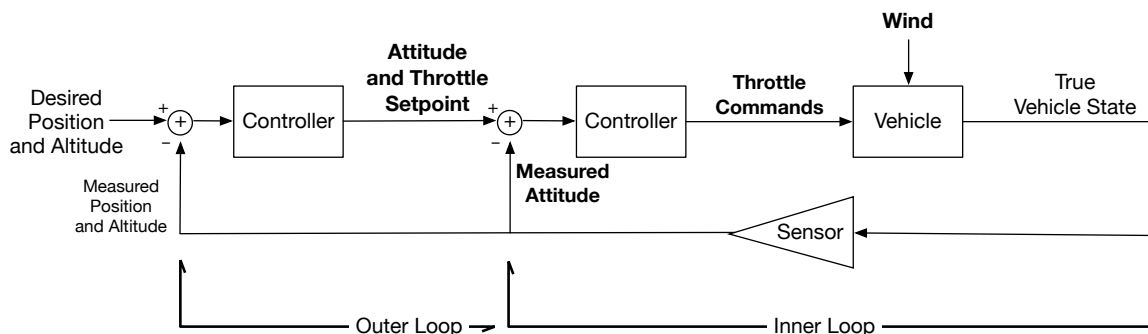 Wind
Attitude
and Throttle
Setpoint
Throttle
Commands
True
Vehicle State
Desired
Position
and Altitude
+
+
−
Controller
+
+
−
Controller
Vehicle
Measured
Position
and Altitude
Measured
Attitude
Sensor
Outer Loop
Inner Loop